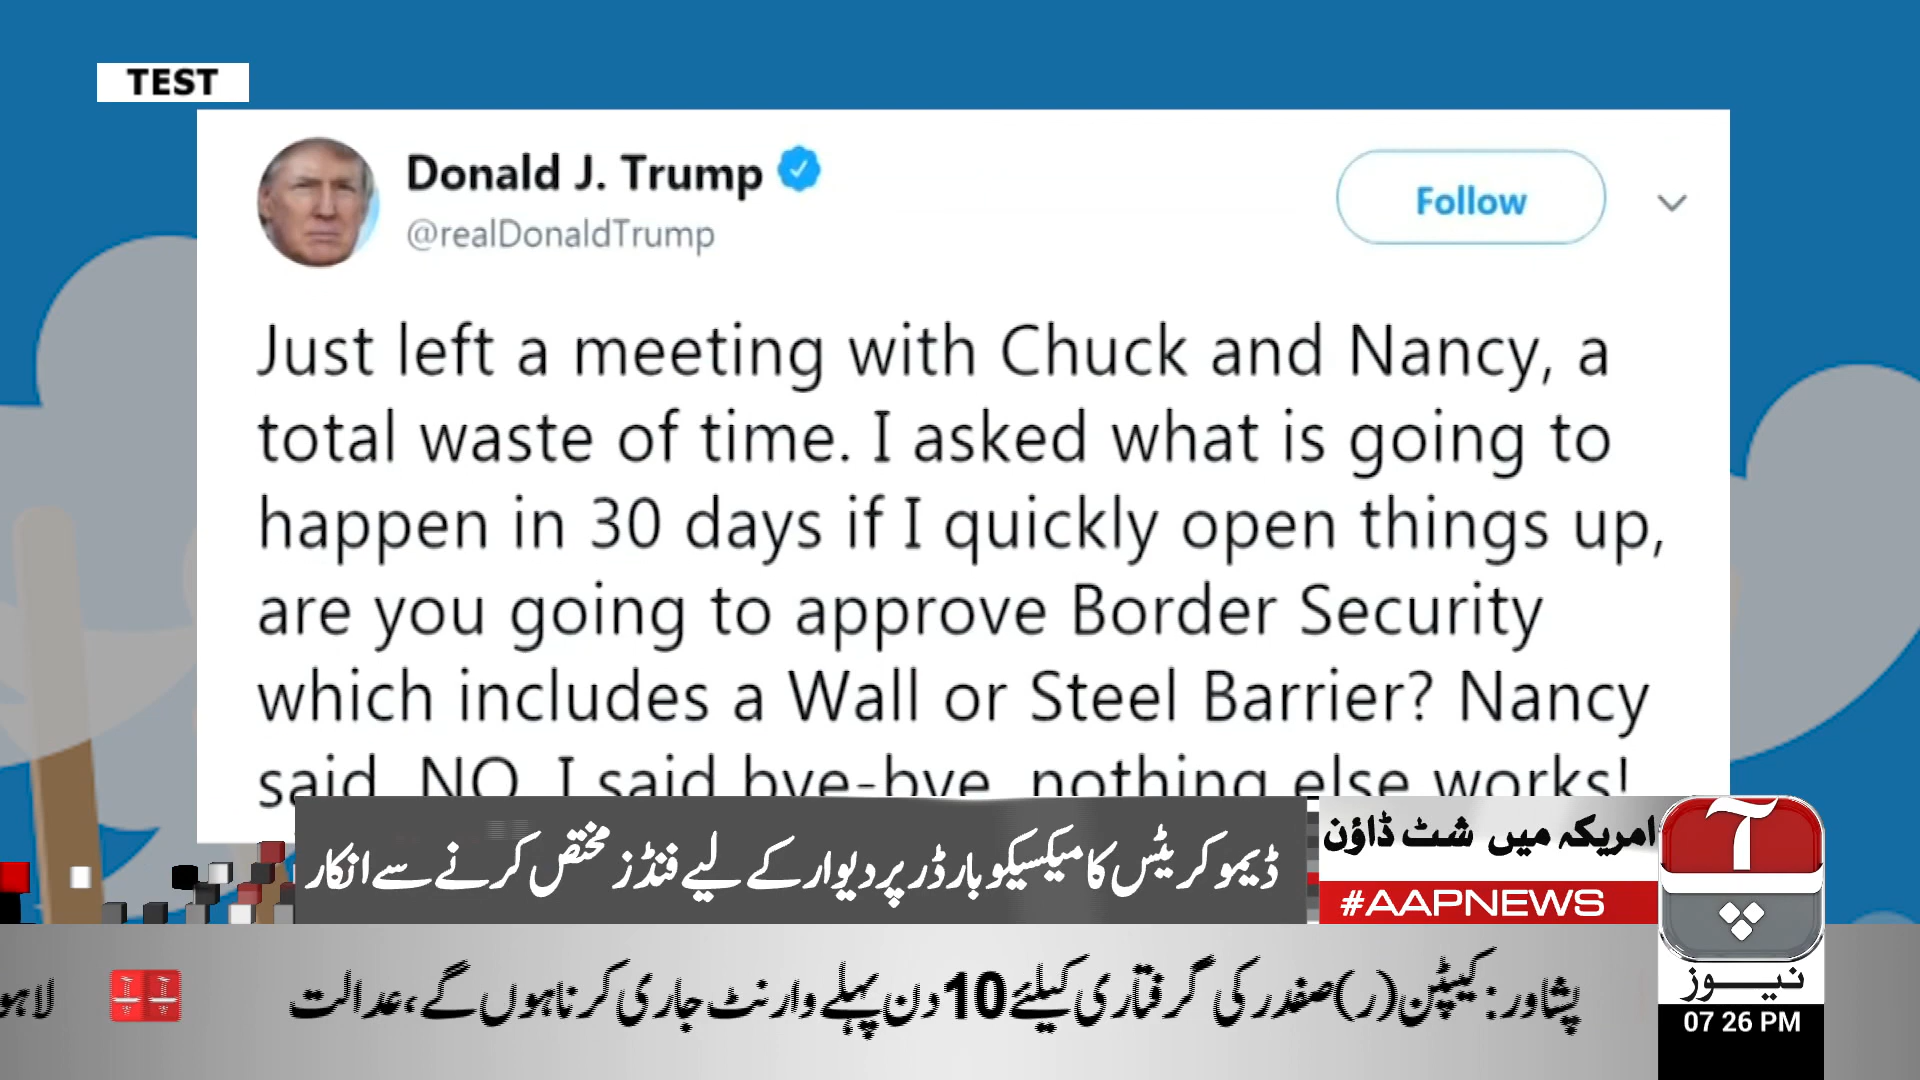 TEST
Donald J. Trump
@realDonaldTrump
Follow
Just left a meeting with Chuck and Nancy, a
total waste of time. I asked what is going to
happen in 30 days if I quickly open things up,
are you going to approve Border Security
which includes a Wall or Steel Barrier? Nancy
said, NO. I said bye-bye, nothing else works!
امریکہ میں شٹ ڈاؤن
ڈیموکریٹس کا میکسیکو بارڈر پر دیوار کے لیے فنڈز مختص کرنے سے انکار
#AAPNEWS
آپ
نیوز
پشاور: کیپٹن (ر) صفدر کی گرفتاری کیلئے 10 دن پہلے وارنٹ جاری کرنا ہوں گے، عدالت
لاہو
07 26 PM